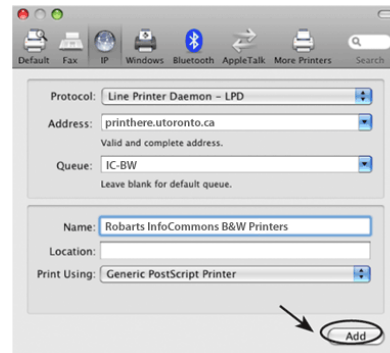 Default Fax IP Windows Bluetooth AppleTalk More Printers Search
Protocol: Line Printer Daemon – LPD
Address: printhere.utoronto.ca
Valid and complete address.
Queue: IC-BW
Leave blank for default queue.
Name: Robarts InfoCommons B&W Printers
Location:
Print Using: Generic PostScript Printer
Add